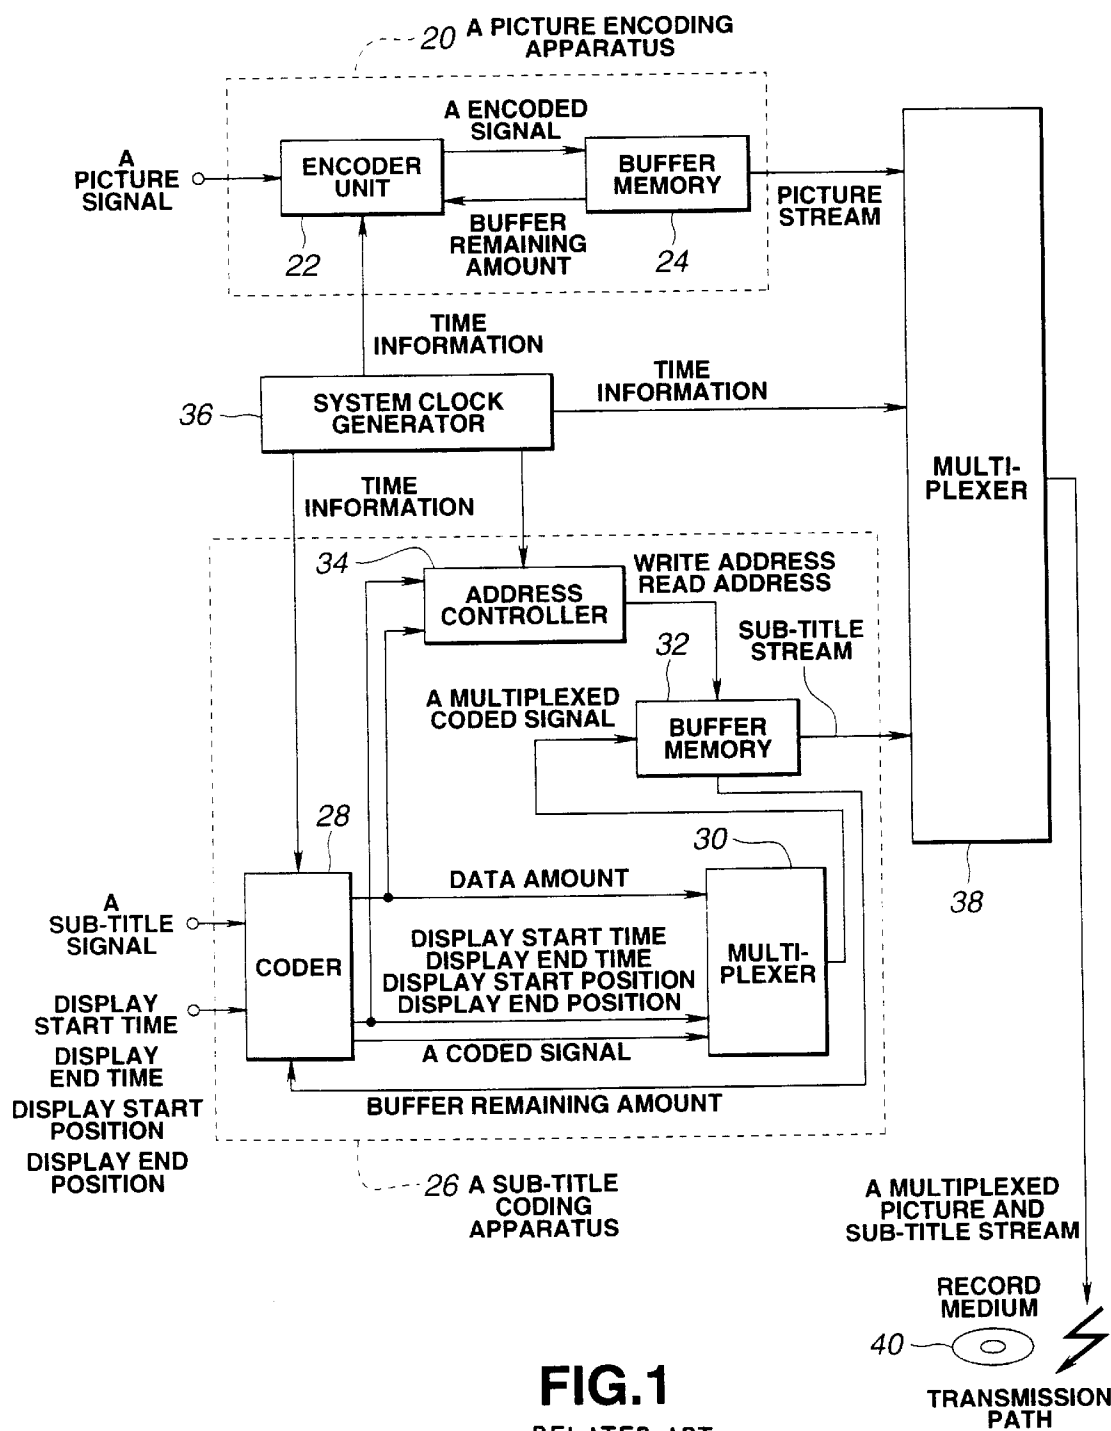 20 A PICTURE ENCODING
APPARATUS
A ENCODED
SIGNAL
A
PICTURE
SIGNAL
ENCODER
UNIT
BUFFER
MEMORY
PICTURE
STREAM
BUFFER
REMAINING
AMOUNT
22
24
TIME
INFORMATION
36
SYSTEM CLOCK
GENERATOR
TIME
INFORMATION
TIME
INFORMATION
MULTI-
PLEXER
34
ADDRESS
CONTROLLER
WRITE ADDRESS
READ ADDRESS
32
SUB-TITLE
STREAM
A MULTIPLEXED
CODED SIGNAL
BUFFER
MEMORY
28
30
38
DATA AMOUNT
A
SUB-TITLE
SIGNAL
CODER
DISPLAY START TIME
DISPLAY END TIME
DISPLAY START POSITION
DISPLAY END POSITION
MULTI-
PLEXER
DISPLAY
START TIME
DISPLAY
END TIME
DISPLAY START
POSITION
DISPLAY END
POSITION
A CODED SIGNAL
BUFFER REMAINING AMOUNT
26 A SUB-TITLE
CODING
APPARATUS
A MULTIPLEXED
PICTURE AND
SUB-TITLE STREAM
RECORD
MEDIUM
40
TRANSMISSION
PATH
FIG.1
RELATED ART